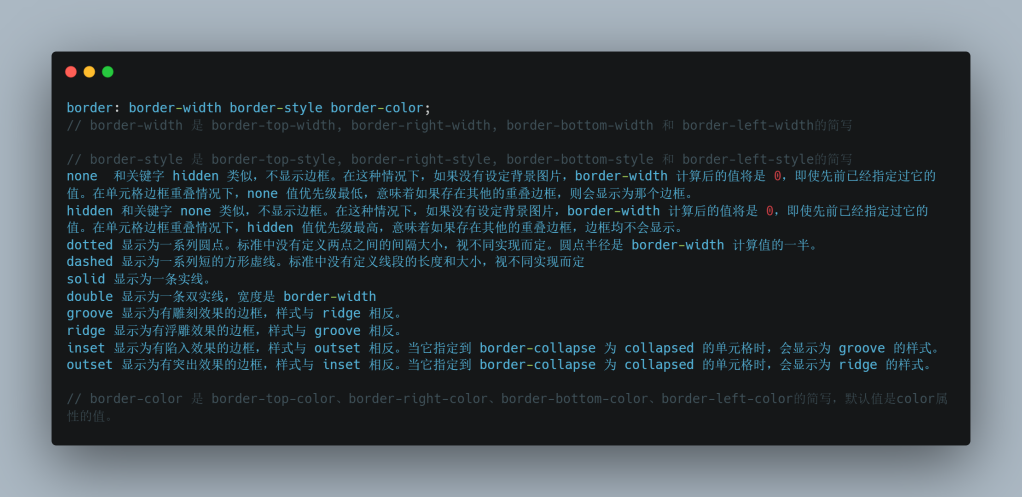 border: border-width border-style border-color;
// border-width 是 border-top-width, border-right-width, border-bottom-width 和 border-left-width的简写
// border-style 是 border-top-style, border-right-style, border-bottom-style 和 border-left-style的简写
none  和关键字 hidden 类似，不显示边框。在这种情况下，如果没有设定背景图片，border-width 计算后的值将是 0，即使先前已经指定过它的
值。在单元格边框重叠情况下，none 值优先级最低，意味着如果存在其他的重叠边框，则会显示为那个边框。
hidden 和关键字 none 类似，不显示边框。在这种情况下，如果没有设定背景图片，border-width 计算后的值将是 0，即使先前已经指定过它的
值。在单元格边框重叠情况下，hidden 值优先级最高，意味着如果存在其他的重叠边框，边框均不会显示。
dotted 显示为一系列圆点。标准中没有定义两点之间的间隔大小，视不同实现而定。圆点半径是 border-width 计算值的一半。
dashed 显示为一系列短的方形虚线。标准中没有定义线段的长度和大小，视不同实现而定
solid 显示为一条实线。
double 显示为一条双实线，宽度是 border-width
groove 显示为有雕刻效果的边框，样式与 ridge 相反。
ridge 显示为有浮雕效果的边框，样式与 groove 相反。
inset 显示为有陷入效果的边框，样式与 outset 相反。当它指定到 border-collapse 为 collapsed 的单元格时，会显示为 groove 的样式。
outset 显示为有突出效果的边框，样式与 inset 相反。当它指定到 border-collapse 为 collapsed 的单元格时，会显示为 ridge 的样式。
// border-color 是 border-top-color、border-right-color、border-bottom-color、border-left-color的简写，默认值是color属
性的值。